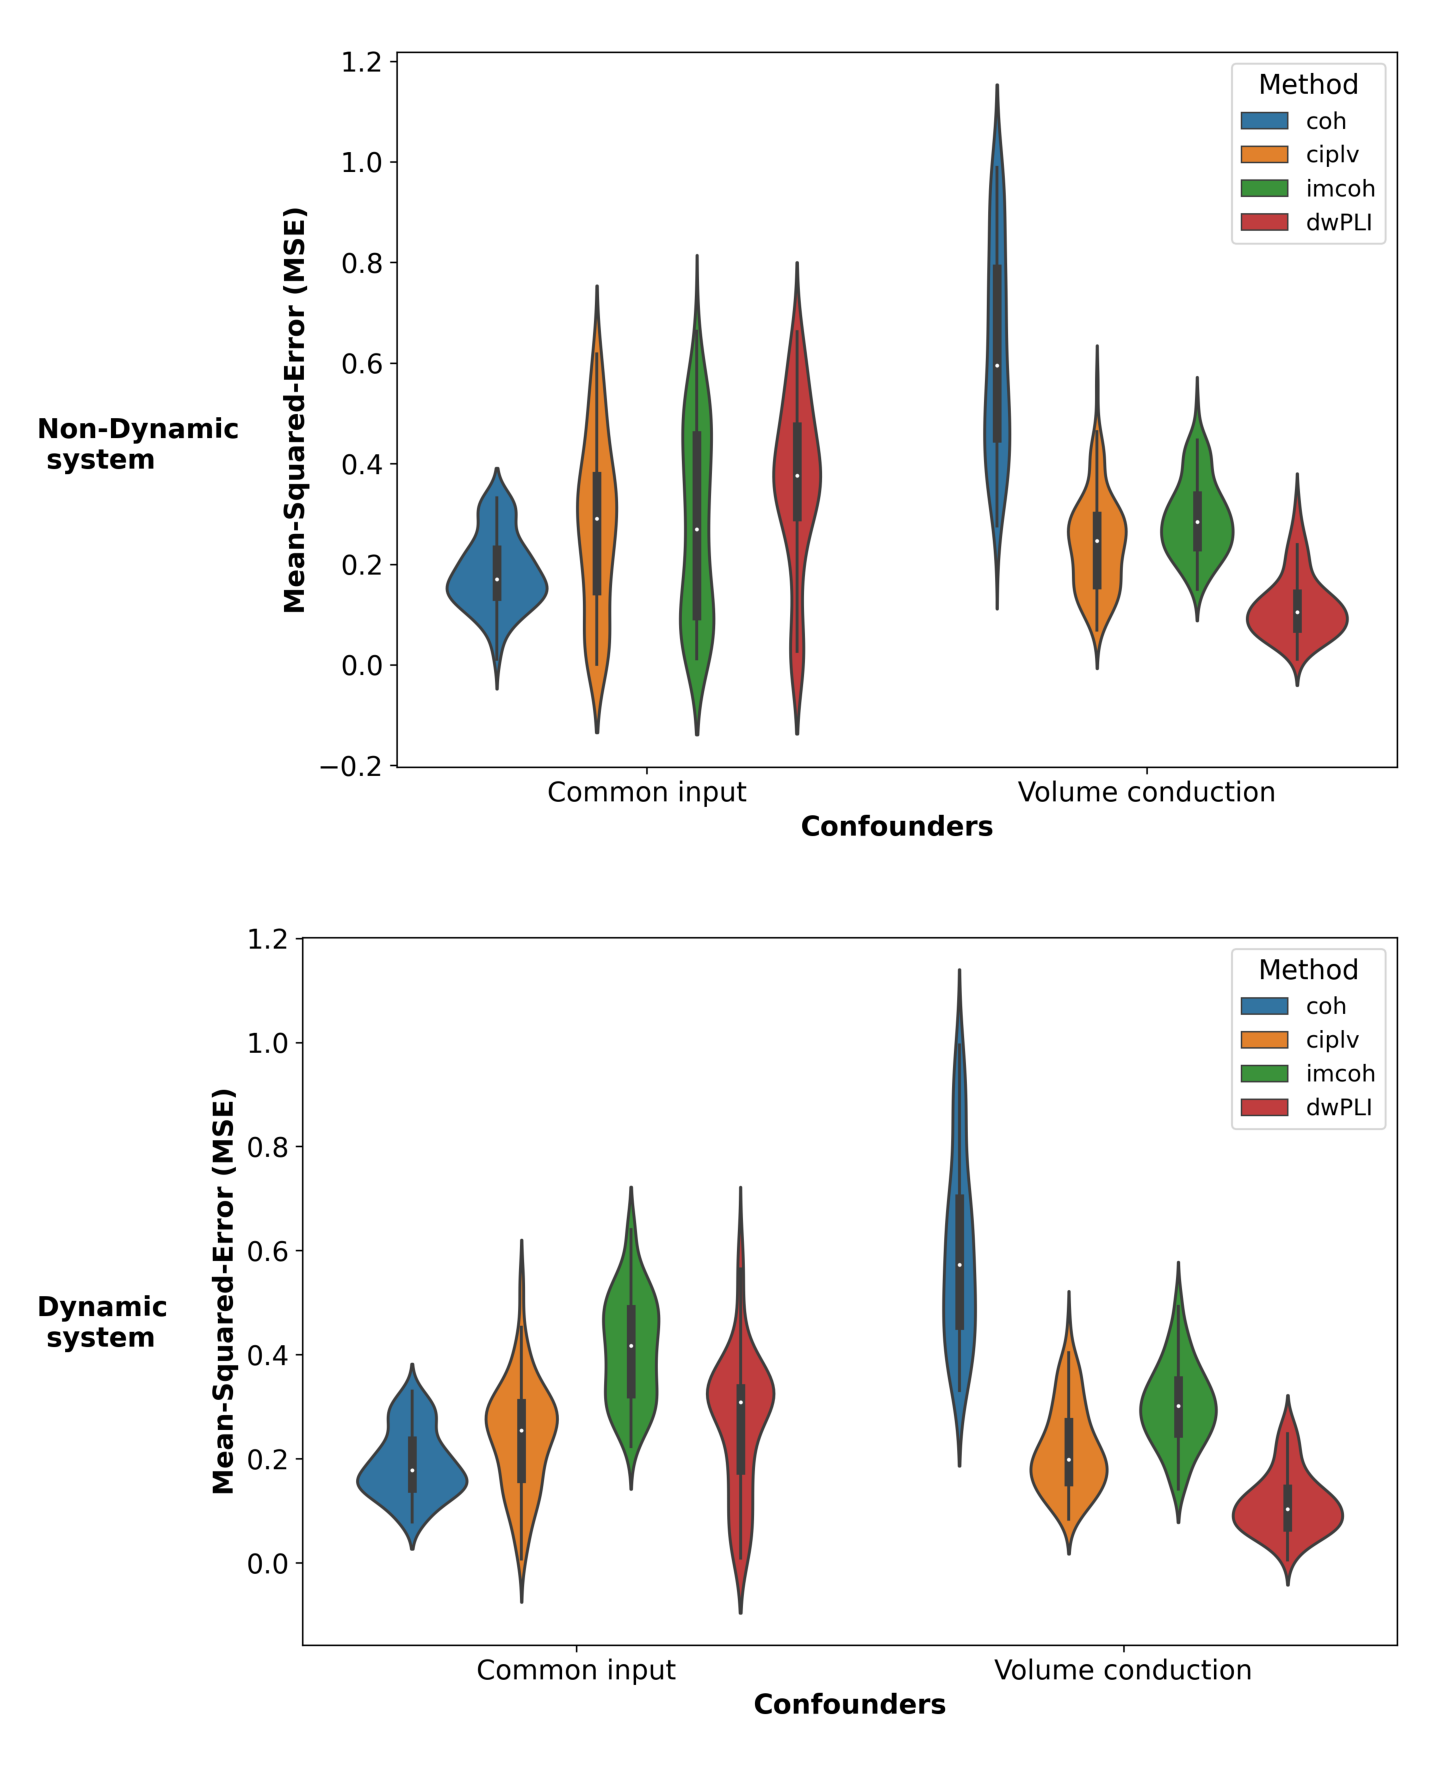 1.2
1.0
0.8
0.6
0.4
0.2
0.0
−0.2
Mean-Squared-Error (MSE)
Non-Dynamic
system
Method
coh
ciplv
imcoh
dwPLI
Common input
Volume conduction
Confounders
1.2
1.0
0.8
0.6
0.4
0.2
0.0
Mean-Squared-Error (MSE)
Dynamic
system
Method
coh
ciplv
imcoh
dwPLI
Common input
Volume conduction
Confounders